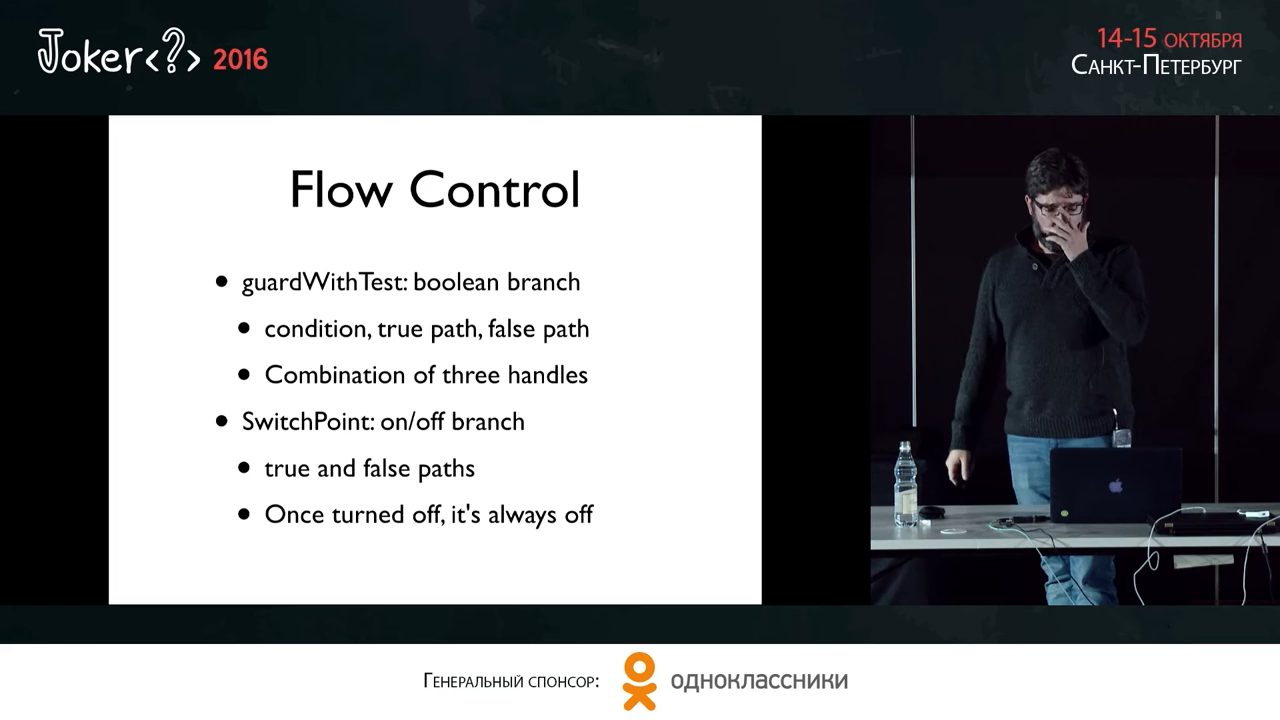 Joker<?> 2016
14-15 октября
Санкт-Петербург
Flow Control
• guardWithTest: boolean branch
• condition, true path, false path
• Combination of three handles
• SwitchPoint: on/off branch
• true and false paths
• Once turned off, it's always off
Генеральный спонсор:
одноклассники